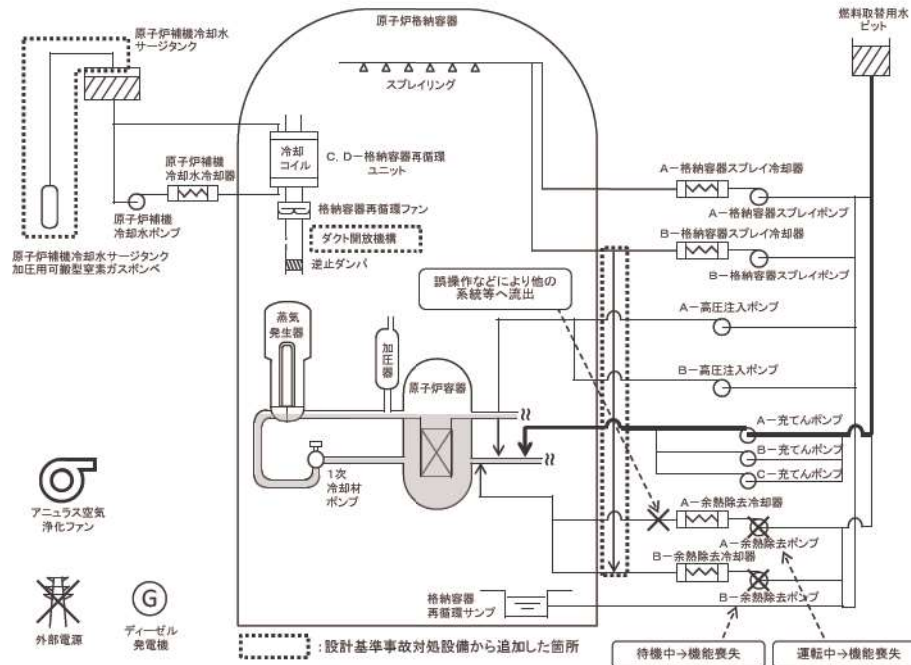 原子炉格納容器
燃料取替用水
ピット
原子炉補機冷却水
サージタンク
スプレイリング
冷却
コイル
C, D-格納容器再循環
ユニット
原子炉補機
冷却水冷却器
原子炉補機
冷却水ポンプ
格納容器再循環ファン
ダクト開放機構
逆止ダンパ
原子炉補機冷却水サージタンク
加圧用可搬型窒素ガスボンベ
A-格納容器スプレイ冷却器
A-格納容器スプレイポンプ
B-格納容器スプレイ冷却器
B-格納容器スプレイポンプ
誤操作などにより他の
系統等へ流出
A-高圧注入ポンプ
B-高圧注入ポンプ
蒸気
発生器
加圧器
原子炉容器
1次
冷却材
ポンプ
A-充てんポンプ
B-充てんポンプ
C-充てんポンプ
A-余熱除去冷却器
A-余熱除去ポンプ
B-余熱除去冷却器
B-余熱除去ポンプ
アニュラス空気
浄化ファン
格納容器
再循環サンプ
外部電源
G
ディーゼル
発電機
:設計基準事故対処設備から追加した箇所
待機中→機能喪失
運転中→機能喪失